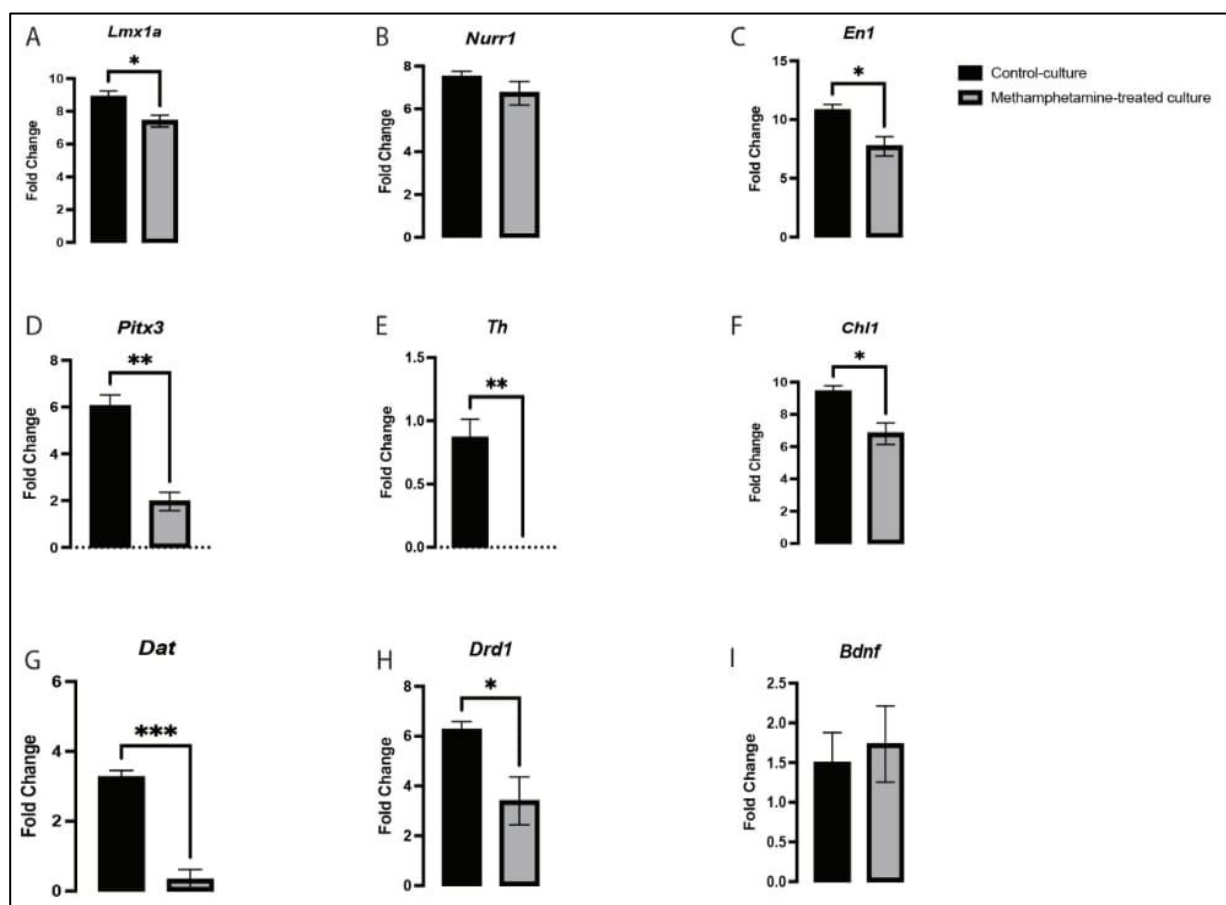 A
Lmx1a
*
10
8
6
4
2
0
Fold Change
B
Nurr1
8
6
4
2
0
Fold Change
C
En1
*
15
10
5
0
Fold Change
Control-culture
Methamphetamine-treated culture
D
Pitx3
**
8
6
4
2
0
Fold Change
E
Th
**
1.5
1.0
0.5
0.0
Fold Change
F
Chl1
*
10
8
6
4
2
0
Fold Change
G
Dat
***
6
4
2
0
Fold Change
H
Drd1
*
8
6
4
2
0
Fold Change
I
Bdnf
2.5
2.0
1.5
1.0
0.5
0.0
Fold Change